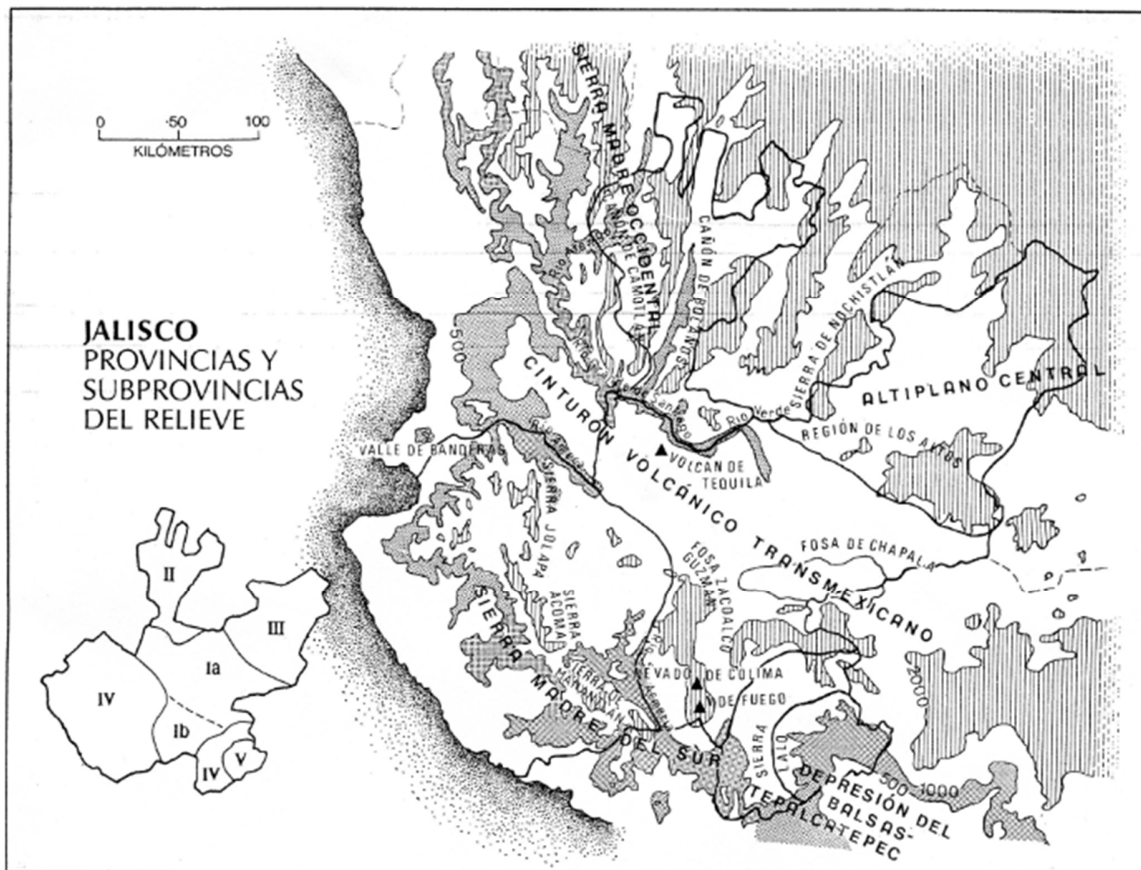 JALISCO
PROVINCIAS Y
SUBPROVINCIAS
DEL RELIEVE
0 50 100
KILÓMETROS
SIERRA MADRE OCCIDENTAL
CAÑÓN DE BOLAÑOS
SIERRA DE NOCHISTLÁN
500
CINTURÓN VOLCÁNICO TRANSMEXICANO
Río Verde
ALTIPLANO CENTRAL
REGIÓN DE LOS ALTOS
VALLE DE BANDERAS
VOLCAN DE
TEQUILA
SIERRA JOLAPA
FOSA DE CHAPALA
FOSA ZACOALCO
GUZMÁN
SIERRA
SIERRA MADRE DEL SUR
NEVADO DE COLIMA
V. DE FUEGO
SIERRA
LALO
2000
500 1000
DEPRESIÓN DEL
BALSAS-
TEPALCATEPEC
II
III
Ia
IV
Ib
IV
V